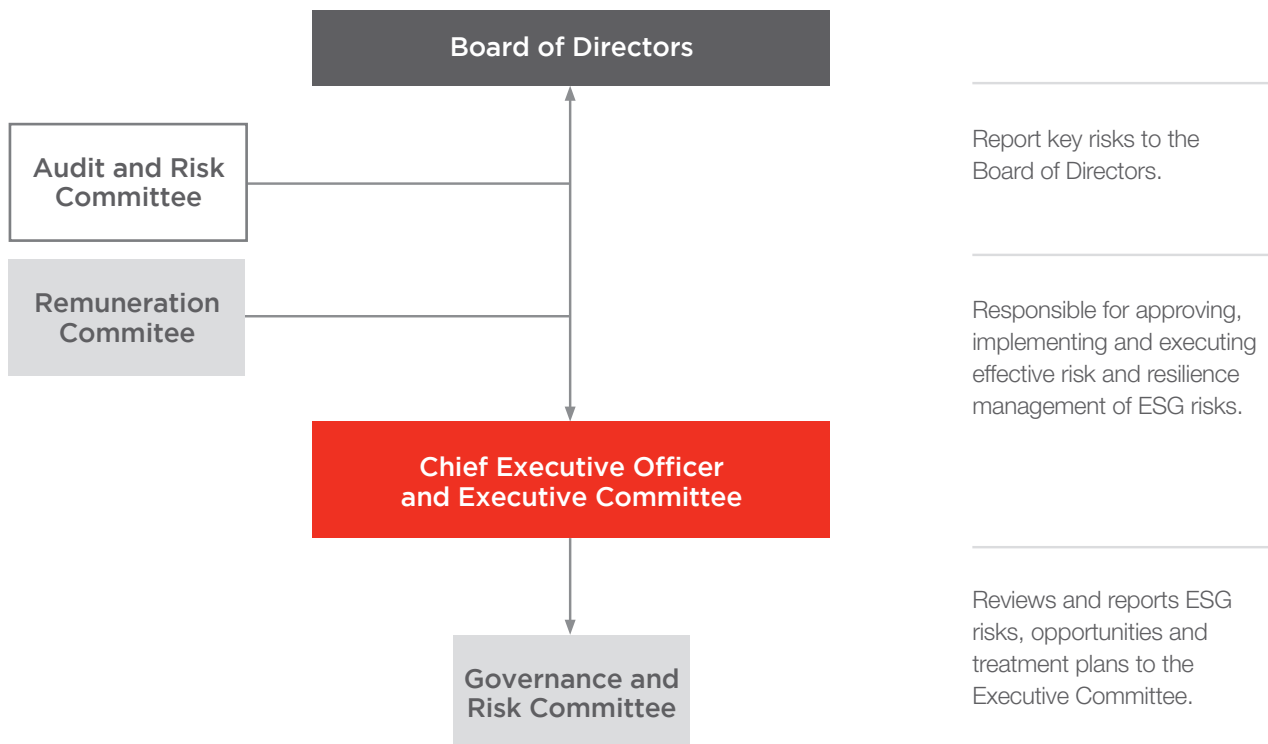 Board of Directors
Audit and Risk
Committee
Report key risks to the
Board of Directors.
Remuneration
Commitee
Responsible for approving,
implementing and executing
effective risk and resilience
management of ESG risks.
Chief Executive Officer
and Executive Committee
Governance and
Risk Committee
Reviews and reports ESG
risks, opportunities and
treatment plans to the
Executive Committee.